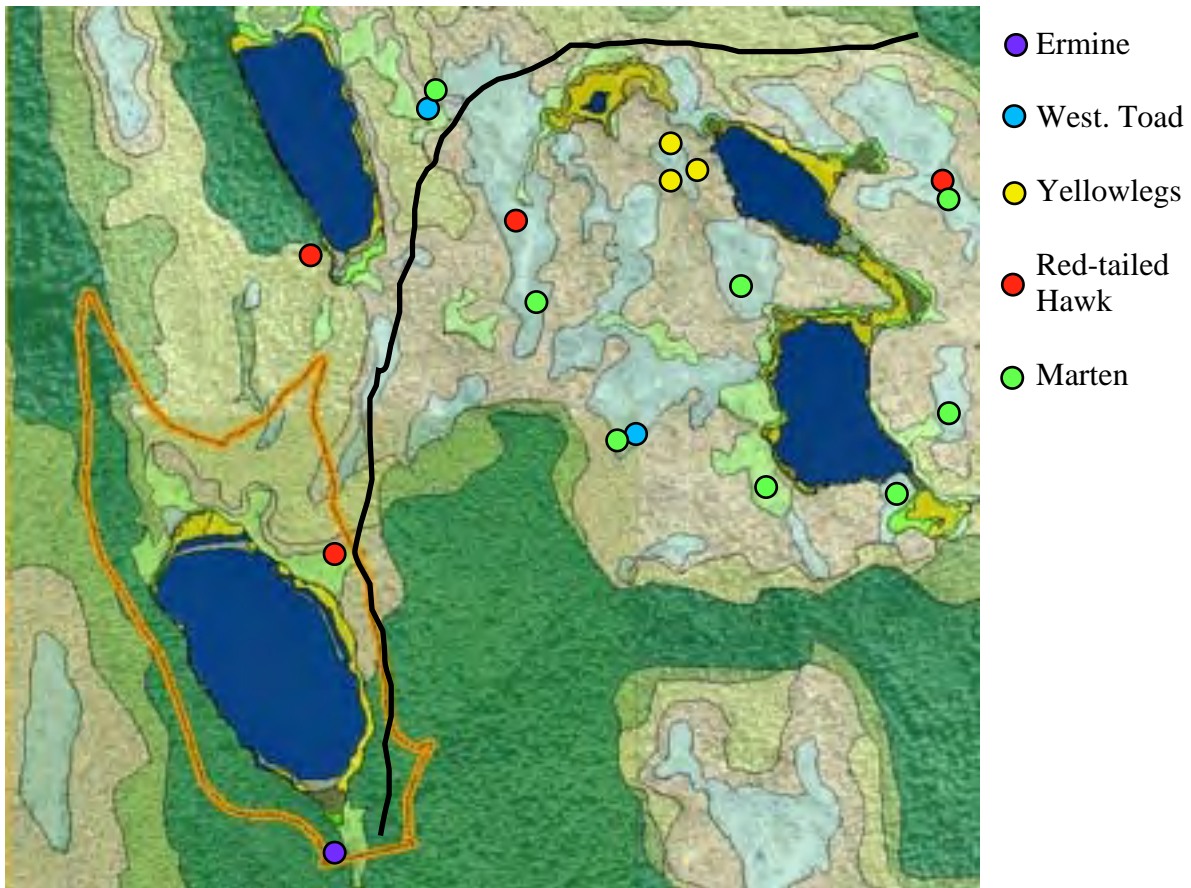 Ermine
West. Toad
Yellowlegs
Red-tailed
Hawk
Marten